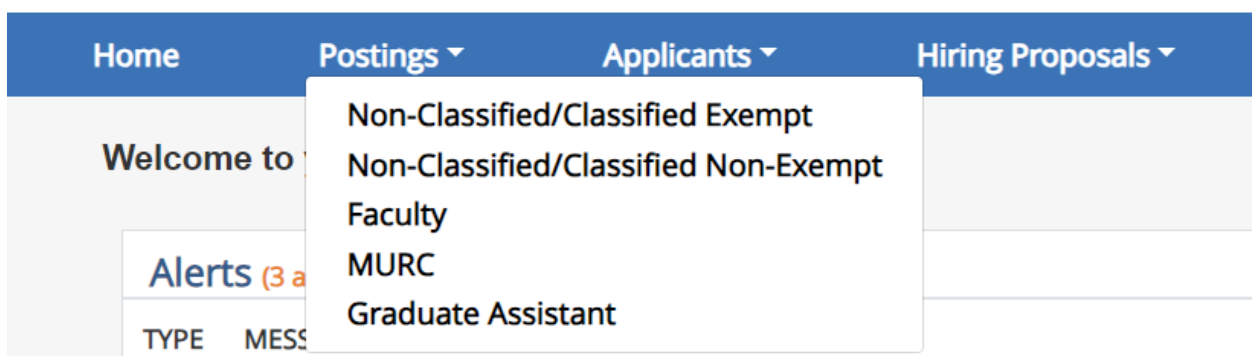 Home Postings Applicants Hiring Proposals
Non-Classified/Classified Exempt
Welcome to
Non-Classified/Classified Non-Exempt
Faculty
Alerts (3
MURC
Graduate Assistant
TYPE